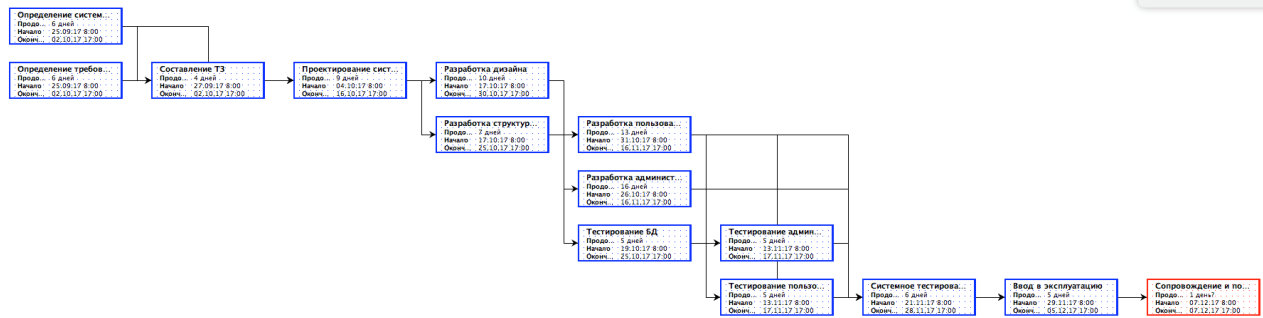 Определение систем...
Продо... 6 дней
Начало 25.09.17 8:00
Оконч... 02.10.17 17:00
Определение требов...
Продо... 6 дней
Начало 25.09.17 8:00
Оконч... 02.10.17 17:00
Составление ТЗ
Продо... 4 дней
Начало 27.09.17 8:00
Оконч... 02.10.17 17:00
Проектирование сист...
Продо... 9 дней
Начало 04.10.17 8:00
Оконч... 16.10.17 17:00
Разработка дизайна
Продо... 10 дней
Начало 17.10.17 8:00
Оконч... 30.10.17 17:00
Разработка структур...
Продо... 7 дней
Начало 17.10.17 8:00
Оконч... 25.10.17 17:00
Разработка пользова...
Продо... 13 дней
Начало 31.10.17 8:00
Оконч... 16.11.17 17:00
Разработка админист...
Продо... 16 дней
Начало 26.10.17 8:00
Оконч... 16.11.17 17:00
Тестирование БД
Продо... 5 дней
Начало 19.10.17 8:00
Оконч... 25.10.17 17:00
Тестирование админ...
Продо... 5 дней
Начало 13.11.17 8:00
Оконч... 17.11.17 17:00
Тестирование пользо...
Продо... 5 дней
Начало 13.11.17 8:00
Оконч... 17.11.17 17:00
Системное тестирова...
Продо... 6 дней
Начало 21.11.17 8:00
Оконч... 28.11.17 17:00
Ввод в эксплуатацию
Продо... 5 дней
Начало 29.11.17 8:00
Оконч... 05.12.17 17:00
Сопровождение и по...
Продо... 1 день?
Начало 07.12.17 8:00
Оконч... 07.12.17 17:00